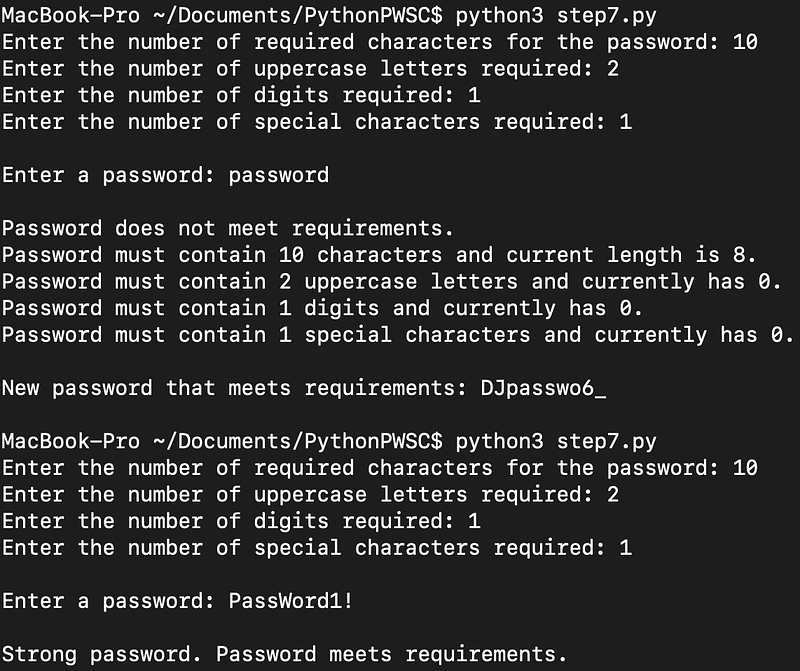 MacBook-Pro ~/Documents/PythonPWSC$ python3 step7.py
Enter the number of required characters for the password: 10
Enter the number of uppercase letters required: 2
Enter the number of digits required: 1
Enter the number of special characters required: 1
Enter a password: password
Password does not meet requirements.
Password must contain 10 characters and current length is 8.
Password must contain 2 uppercase letters and currently has 0.
Password must contain 1 digits and currently has 0.
Password must contain 1 special characters and currently has 0.
New password that meets requirements: DJpasswo6_
MacBook-Pro ~/Documents/PythonPWSC$ python3 step7.py
Enter the number of required characters for the password: 10
Enter the number of uppercase letters required: 2
Enter the number of digits required: 1
Enter the number of special characters required: 1
Enter a password: PassWord1!
Strong password. Password meets requirements.